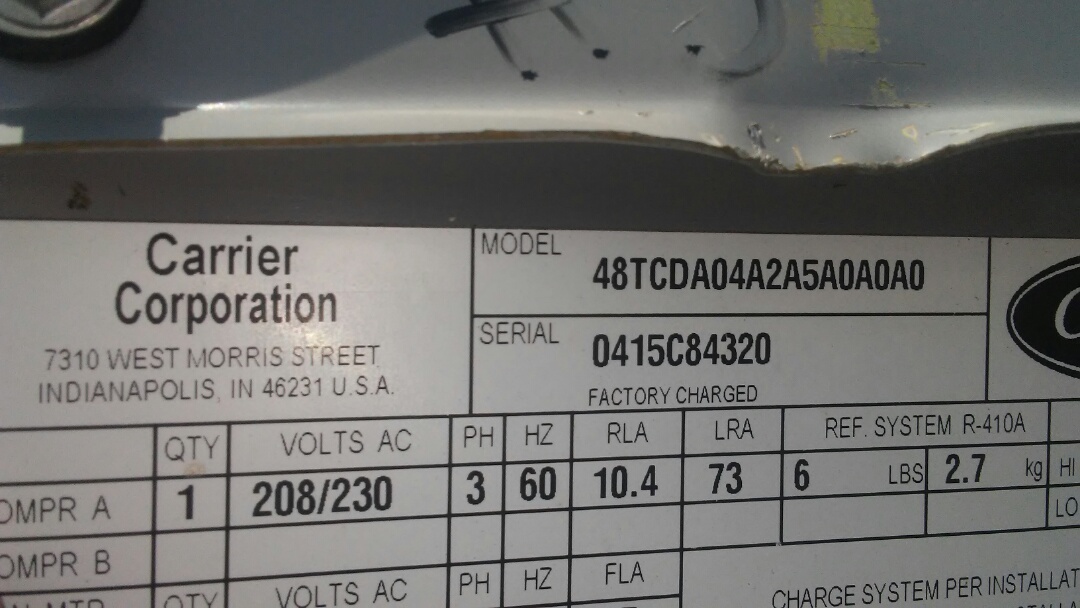 Carrier
Corporation
7310 WEST MORRIS STREET
INDIANAPOLIS, IN 46231 U.S.A.
MODEL 48TCDA04A2A5A0A0A0
SERIAL 0415C84320
FACTORY CHARGED
QTY VOLTS AC PH HZ RLA LRA REF. SYSTEM R-410A
OMPR A 1 208/230 3 60 10.4 73 6 LBS 2.7 kg HI
LO
OMPR B
QTY VOLTS AC PH HZ FLA
CHARGE SYSTEM PER INSTALLAT